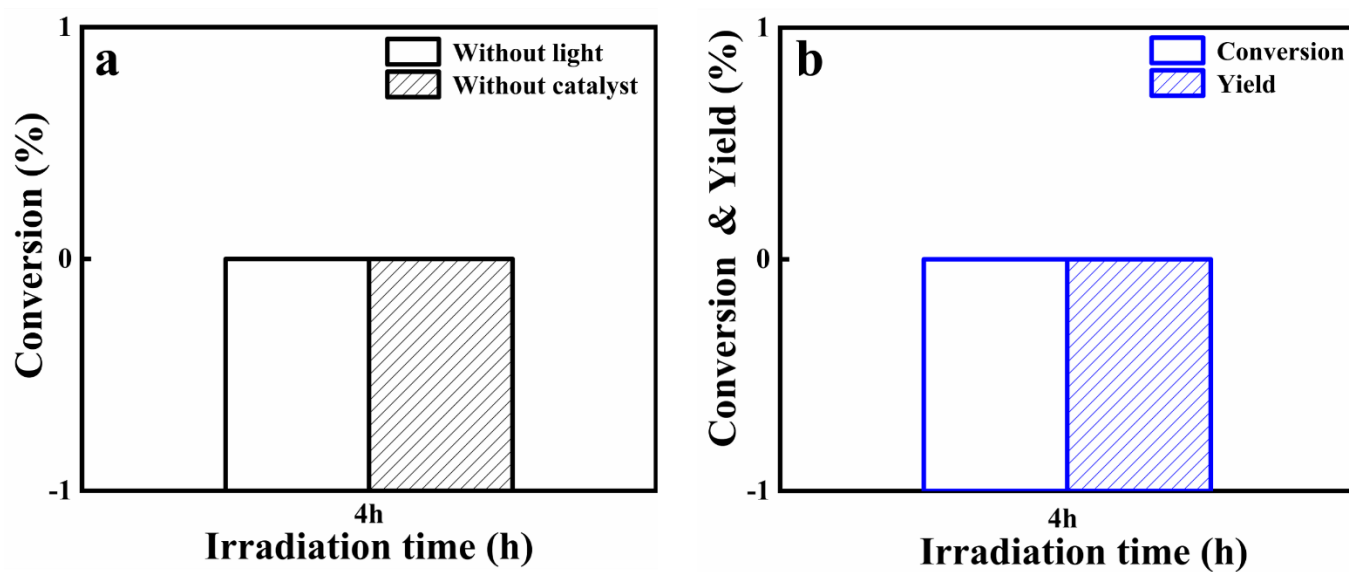 a
Without light
Without catalyst
Conversion (%)
1
0
-1
4h
Irradiation time (h)
b
Conversion
Yield
Conversion & Yield (%)
1
0
-1
4h
Irradiation time (h)